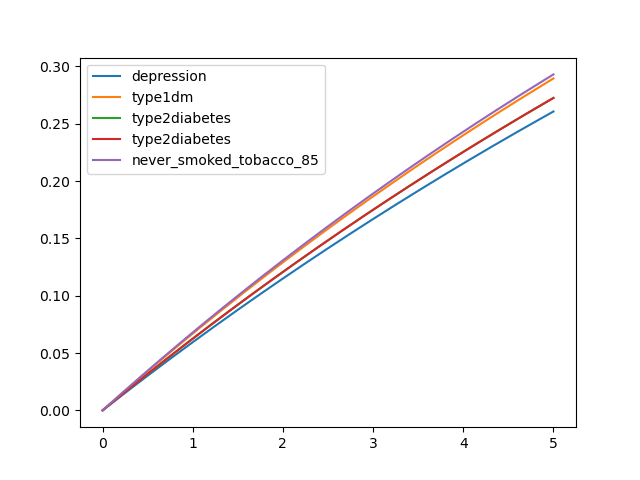 0.30
0.25
0.20
0.15
0.10
0.05
0.00
depression
type1dm
type2diabetes
type2diabetes
never_smoked_tobacco_85
0 1 2 3 4 5